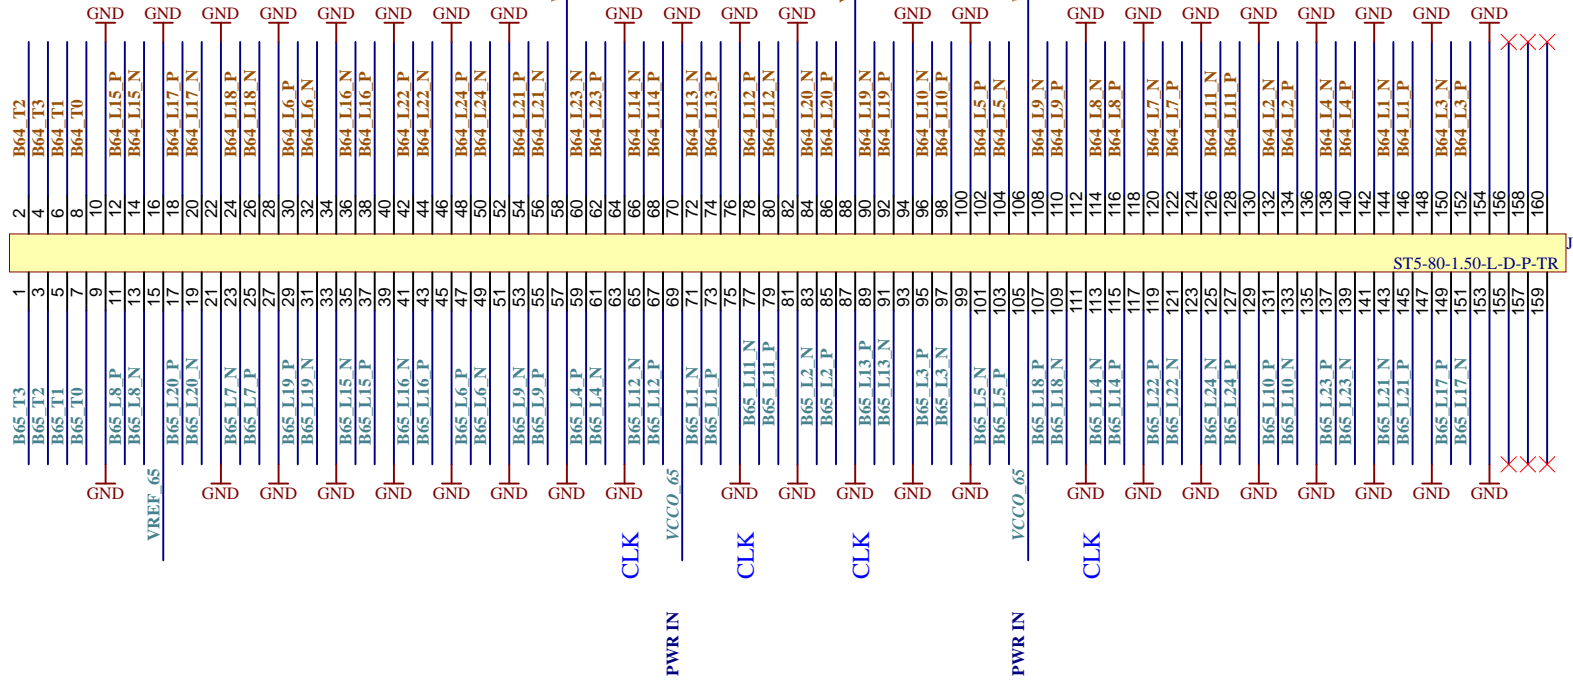 GND GND GND GND GND GND GND GND GND GND GND GND GND GND GND GND GND GND GND GND GND GND
B64_T2
B64_T3
B64_T1
B64_T0
B64_L15_P
B64_L15_N
B64_L17_P
B64_L17_N
B64_L18_P
B64_L18_N
B64_L6_P
B64_L6_N
B64_L16_N
B64_L16_P
B64_L22_P
B64_L22_N
B64_L24_P
B64_L24_N
B64_L21_P
B64_L21_N
B64_L23_N
B64_L23_P
B64_L14_N
B64_L14_P
B64_L13_N
B64_L13_P
B64_L12_P
B64_L12_N
B64_L20_N
B64_L20_P
B64_L19_N
B64_L19_P
B64_L10_N
B64_L10_P
B64_L5_P
B64_L5_N
B64_L9_N
B64_L9_P
B64_L8_N
B64_L8_P
B64_L7_N
B64_L7_P
B64_L11_N
B64_L11_P
B64_L2_N
B64_L2_P
B64_L4_N
B64_L4_P
B64_L1_N
B64_L1_P
B64_L3_N
B64_L3_P
2 4 6 8 10 12 14 16 18 20 22 24 26 28 30 32 34 36 38 40 42 44 46 48 50 52 54 56 58 60 62 64 66 68 70 72 74 76 78 80 82 84 86 88 90 92 94 96 98 100 102 104 106 108 110 112 114 116 118 120 122 124 126 128 130 132 134 136 138 140 142 144 146 148 150 152 154 156 158 160
J
ST5-80-1.50-L-D-P-TR
1 3 5 7 9 11 13 15 17 19 21 23 25 27 29 31 33 35 37 39 41 43 45 47 49 51 53 55 57 59 61 63 65 67 69 71 73 75 77 79 81 83 85 87 89 91 93 95 97 99 101 103 105 107 109 111 113 115 117 119 121 123 125 127 129 131 133 135 137 139 141 143 145 147 149 151 153 155 157 159
B65_T3
B65_T2
B65_T1
B65_T0
B65_L8_P
B65_L8_N
B65_L20_P
B65_L20_N
B65_L7_N
B65_L7_P
B65_L19_P
B65_L19_N
B65_L15_N
B65_L15_P
B65_L16_N
B65_L16_P
B65_L6_P
B65_L6_N
B65_L9_N
B65_L9_P
B65_L4_P
B65_L4_N
B65_L12_N
B65_L12_P
B65_L1_N
B65_L1_P
B65_L11_N
B65_L11_P
B65_L2_N
B65_L2_P
B65_L13_P
B65_L13_N
B65_L3_P
B65_L3_N
B65_L5_N
B65_L5_P
B65_L18_P
B65_L18_N
B65_L14_N
B65_L14_P
B65_L22_P
B65_L22_N
B65_L24_N
B65_L24_P
B65_L10_P
B65_L10_N
B65_L23_P
B65_L23_N
B65_L21_N
B65_L21_P
B65_L17_P
B65_L17_N
GND GND GND GND GND GND GND GND GND GND GND GND GND GND GND GND GND GND GND GND GND GND
VREF_65
VCCO_65
VCCO_65
CLK
CLK
CLK
CLK
PWR IN
PWR IN